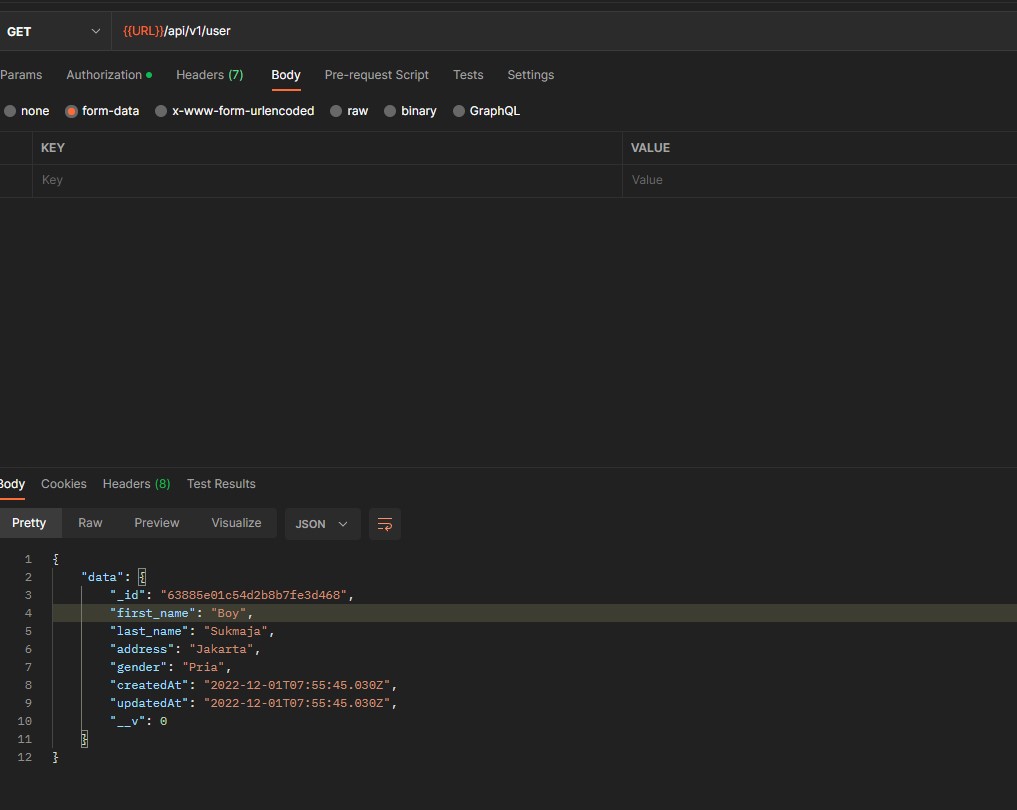 GET {{URL}}/api/v1/user
Params Authorization Headers (7) Body Pre-request Script Tests Settings
none form-data x-www-form-urlencoded raw binary GraphQL
KEY VALUE
Key Value
Body Cookies Headers (8) Test Results
Pretty Raw Preview Visualize JSON
1 {
2 "data": {
3 "_id": "63885e01c54d2b8b7fe3d468",
4 "first_name": "Boy",
5 "last_name": "Sukmaja",
6 "address": "Jakarta",
7 "gender": "Pria",
8 "createdAt": "2022-12-01T07:55:45.030Z",
9 "updatedAt": "2022-12-01T07:55:45.030Z",
10 "__v": 0
11 }
12 }